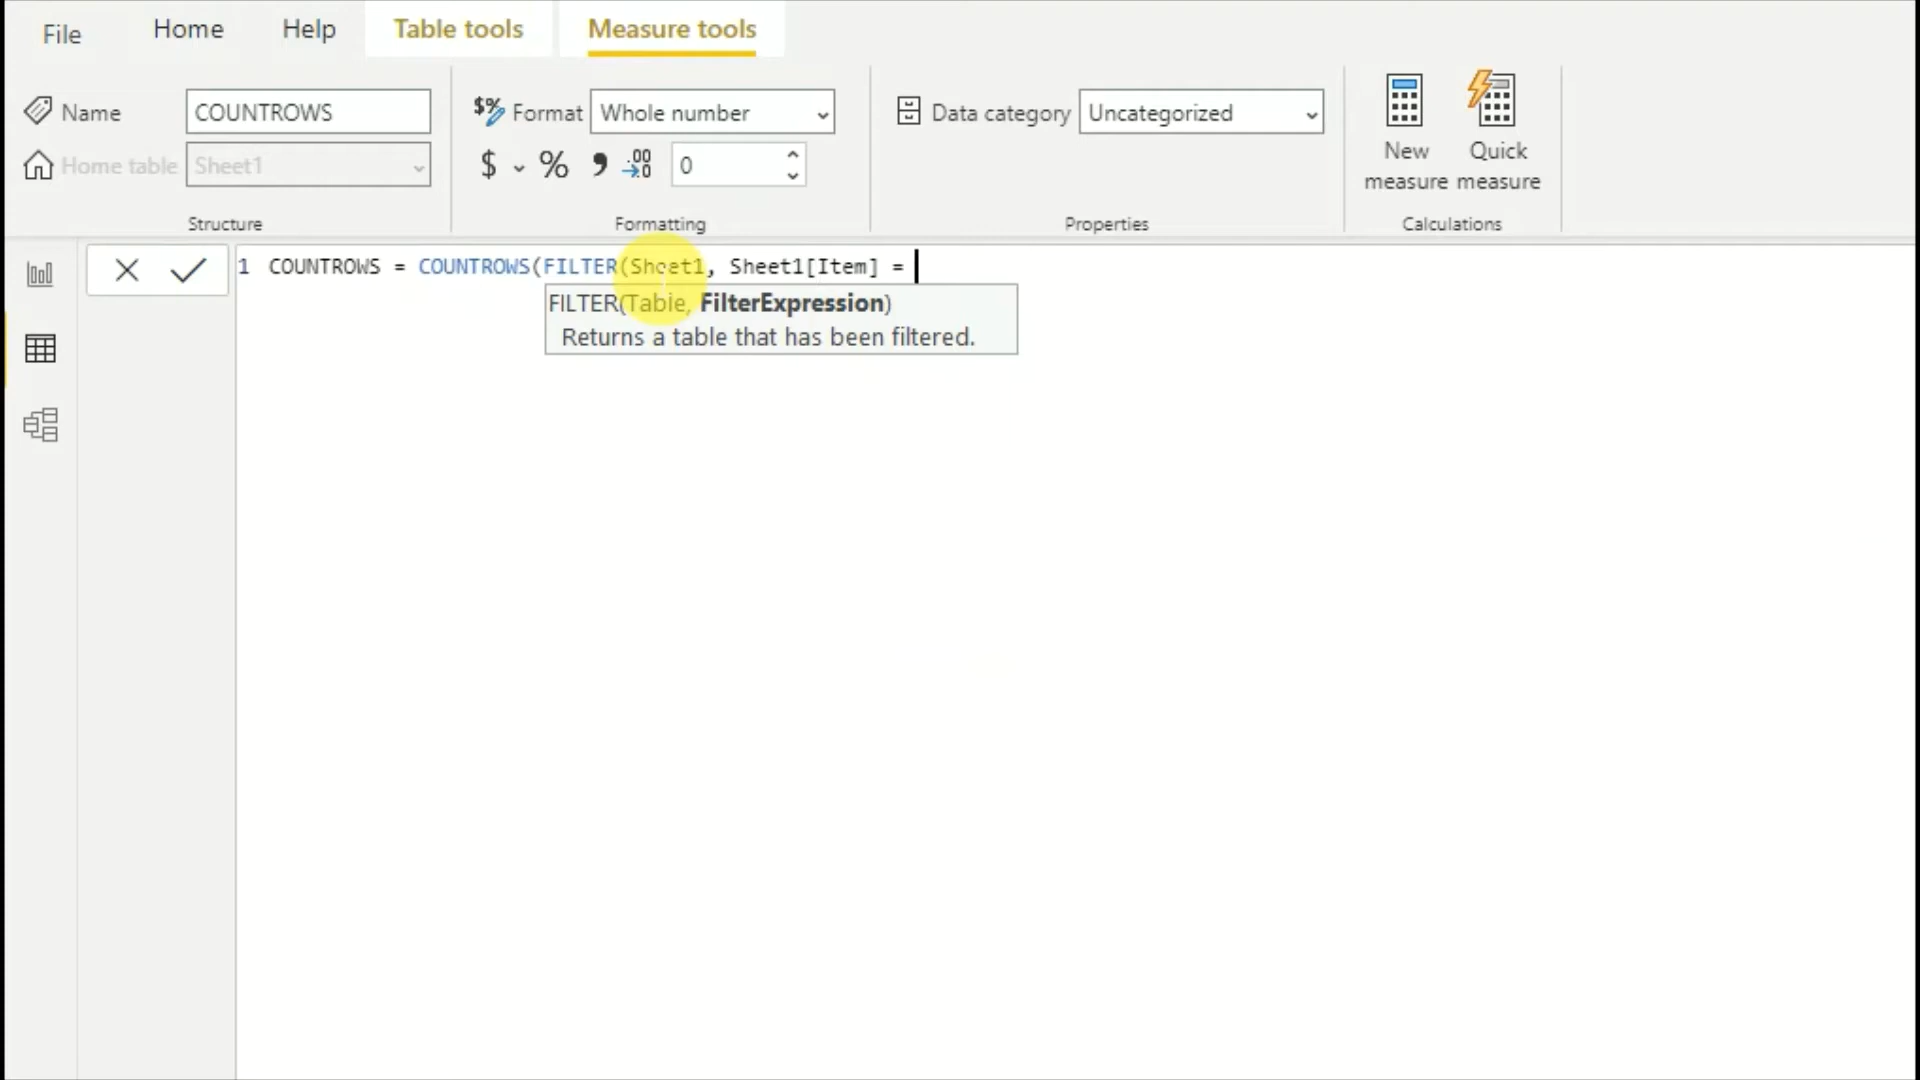 File Home Help Table tools Measure tools
Name COUNTROWS $% Format Whole number Data category Uncategorized
Home table Sheet1 $ % , .00 0 0
New measure
Quick measure
Structure Formatting Properties Calculations
1 COUNTROWS = COUNTROWS(FILTER(Sheet1, Sheet1[Item] =
FILTER(Table, FilterExpression)
Returns a table that has been filtered.